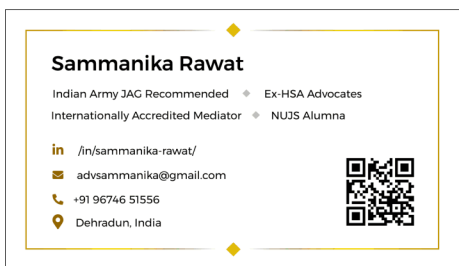 Sammanika Rawat
Indian Army JAG Recommended ◆ Ex-HSA Advocates
Internationally Accredited Mediator ◆ NUJS Alumna
in /in/sammanika-rawat/
advsammanika@gmail.com
+91 96746 51556
Dehradun, India